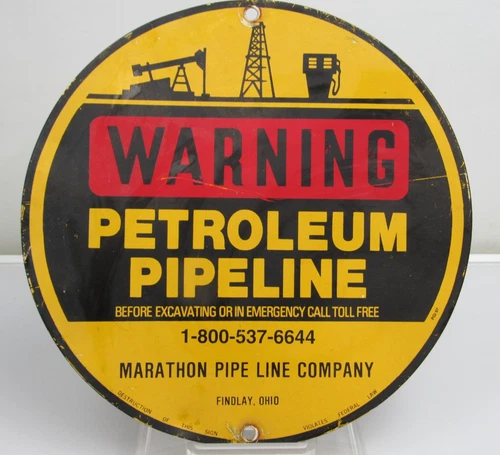 WARNING
PETROLEUM
PIPELINE
BEFORE EXCAVATING OR IN EMERGENCY CALL TOLL FREE
1-800-537-6644
MARATHON PIPE LINE COMPANY
FINDLAY, OHIO
DESTRUCTION OF THIS SIGN VIOLATES FEDERAL LAW